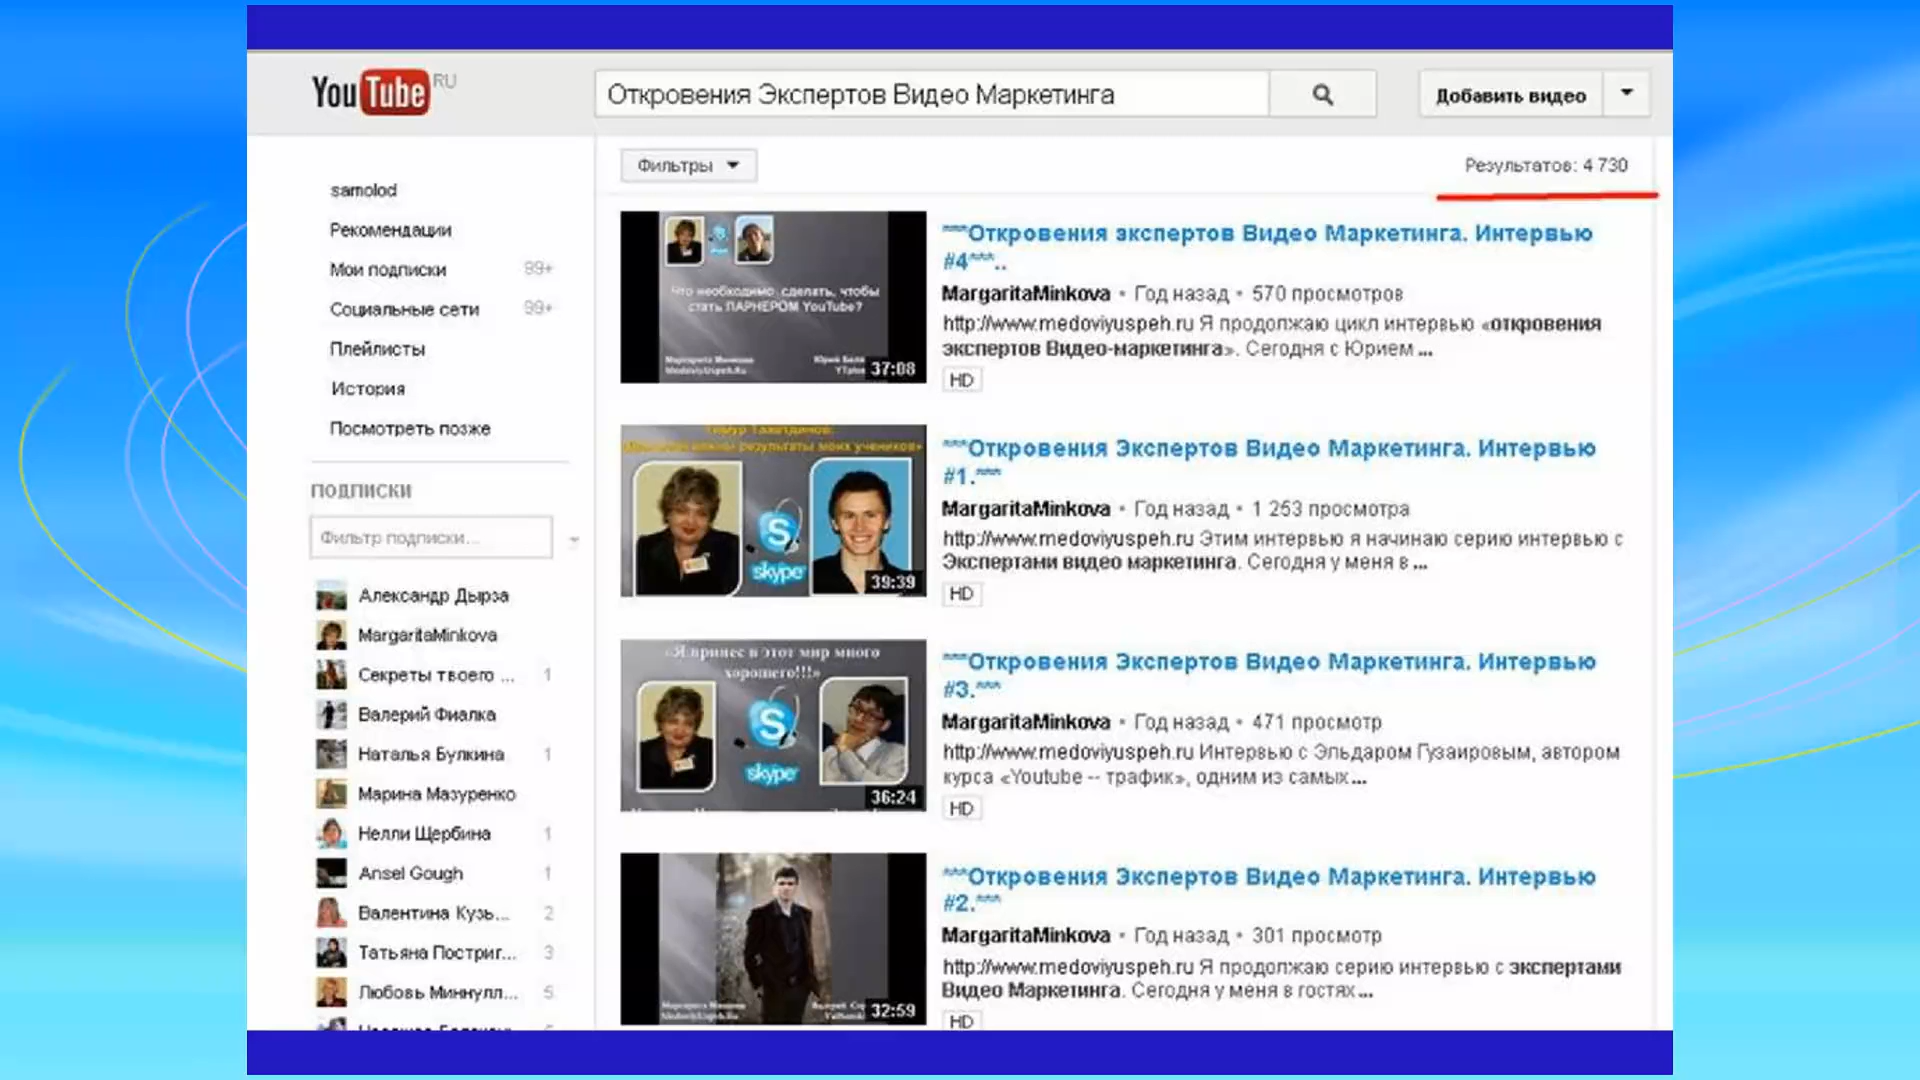 YouTube RU
Откровения Экспертов Видео Маркетинга
Добавить видео
Фильтры
Результатов: 4 730
samolod
Рекомендации
Мои подписки 99+
Социальные сети 99+
Плейлисты
История
Посмотреть позже
ПОДПИСКИ
Фильтр подписки...
Александр Дырза
MargaritaMinkova
Секреты твоего ... 1
Валерий Фиалка
Наталья Булкина 1
Марина Мазуренко
Нелли Щербина 1
Ansel Gough 1
Валентина Кузь... 2
Татьяна Постриг... 3
Любовь Миннулл... 5
Что необходимо сделать, чтобы
стать ПАРНЕРОМ YouTube?
37:08
***Откровения экспертов Видео Маркетинга. Интервью
#4***..
MargaritaMinkova • Год назад • 570 просмотров
http://www.medoviyuspeh.ru Я продолжаю цикл интервью «откровения
экспертов Видео-маркетинга». Сегодня с Юрием ...
HD
результаты моих учеников»
skype
39:39
***Откровения Экспертов Видео Маркетинга. Интервью
#1.***
MargaritaMinkova • Год назад • 1 253 просмотра
http://www.medoviyuspeh.ru Этим интервью я начинаю серию интервью с
Экспертами видео маркетинга. Сегодня у меня в ...
HD
«Я принес в этот мир много
хорошего!!!»
skype
36:24
***Откровения Экспертов Видео Маркетинга. Интервью
#3.***
MargaritaMinkova • Год назад • 471 просмотр
http://www.medoviyuspeh.ru Интервью с Эльдаром Гузаировым, автором
курса «Youtube -- трафик», одним из самых ...
HD
32:59
***Откровения Экспертов Видео Маркетинга. Интервью
#2.***
MargaritaMinkova • Год назад • 301 просмотр
http://www.medoviyuspeh.ru Я продолжаю серию интервью с экспертами
Видео Маркетинга. Сегодня у меня в гостях ...
HD